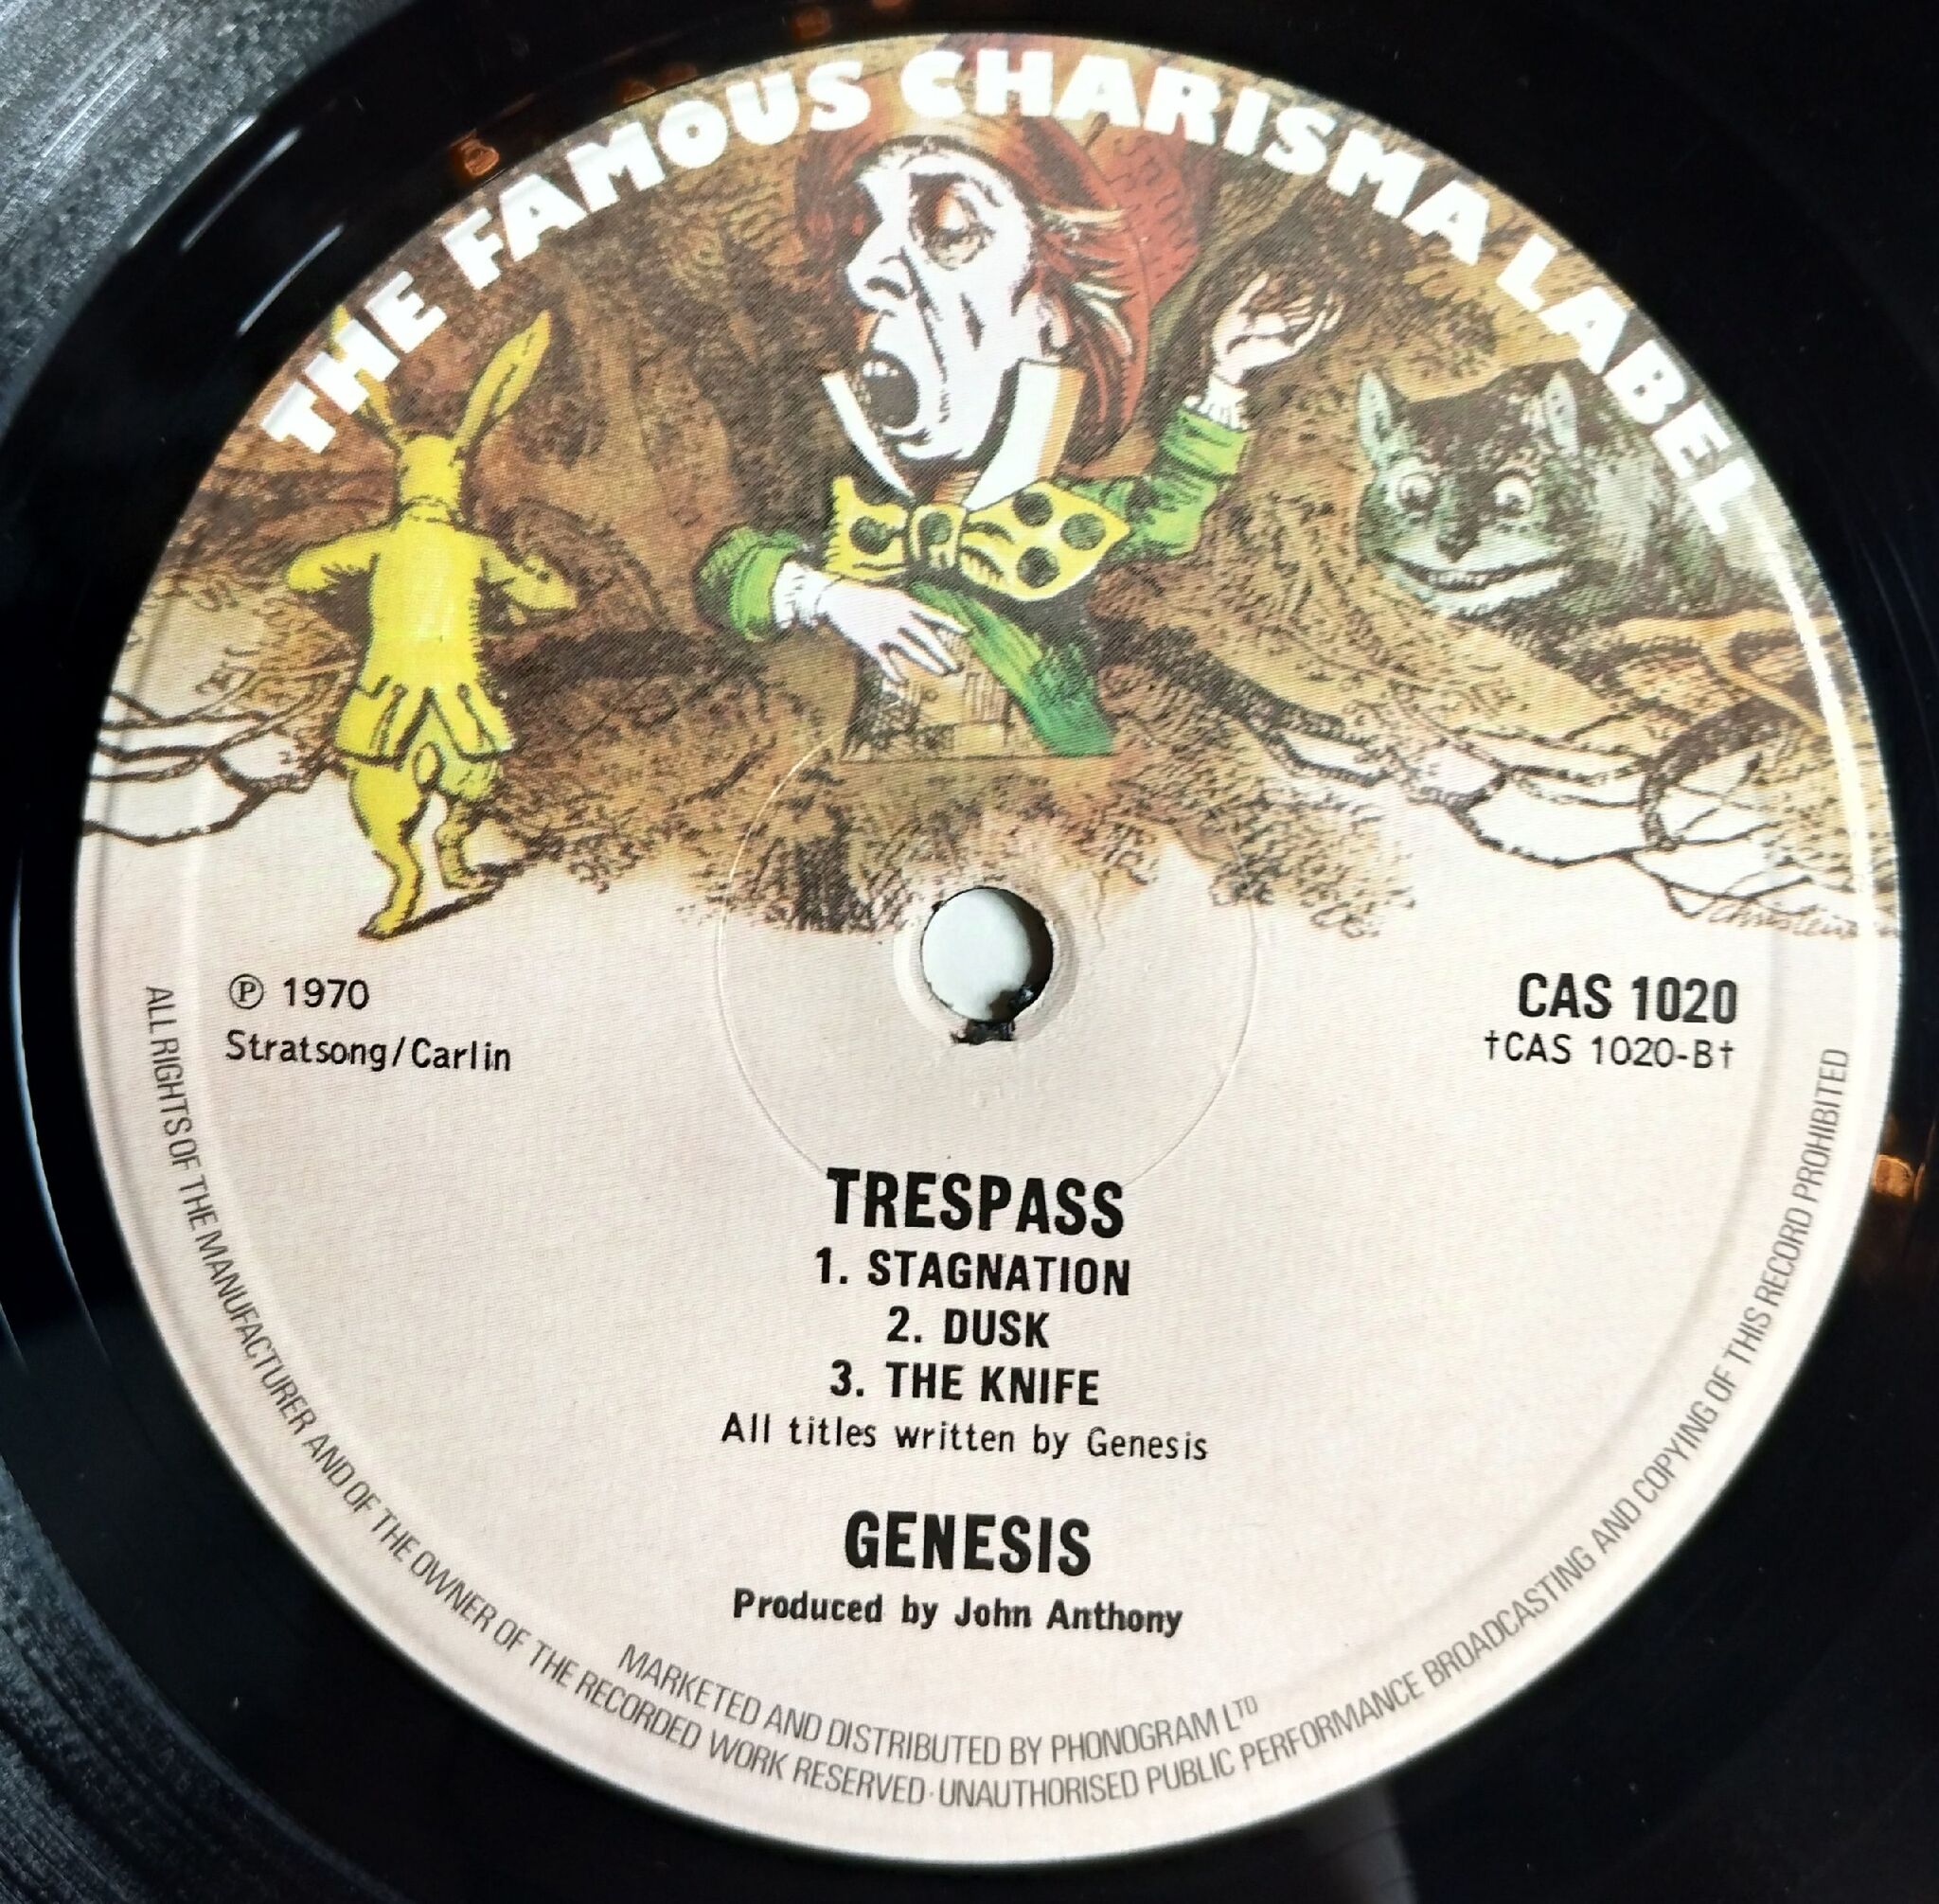 THE FAMOUS CHARISMA LABEL
℗ 1970
Stratsong/Carlin
CAS 1020
†CAS 1020-B†
TRESPASS
1. STAGNATION
2. DUSK
3. THE KNIFE
All titles written by Genesis
GENESIS
Produced by John Anthony
MARKETED AND DISTRIBUTED BY PHONOGRAM LTD
ALL RIGHTS OF THE MANUFACTURER AND OF THE OWNER OF THE RECORDED WORK RESERVED · UNAUTHORISED PUBLIC PERFORMANCE BROADCASTING AND COPYING OF THIS RECORD PROHIBITED